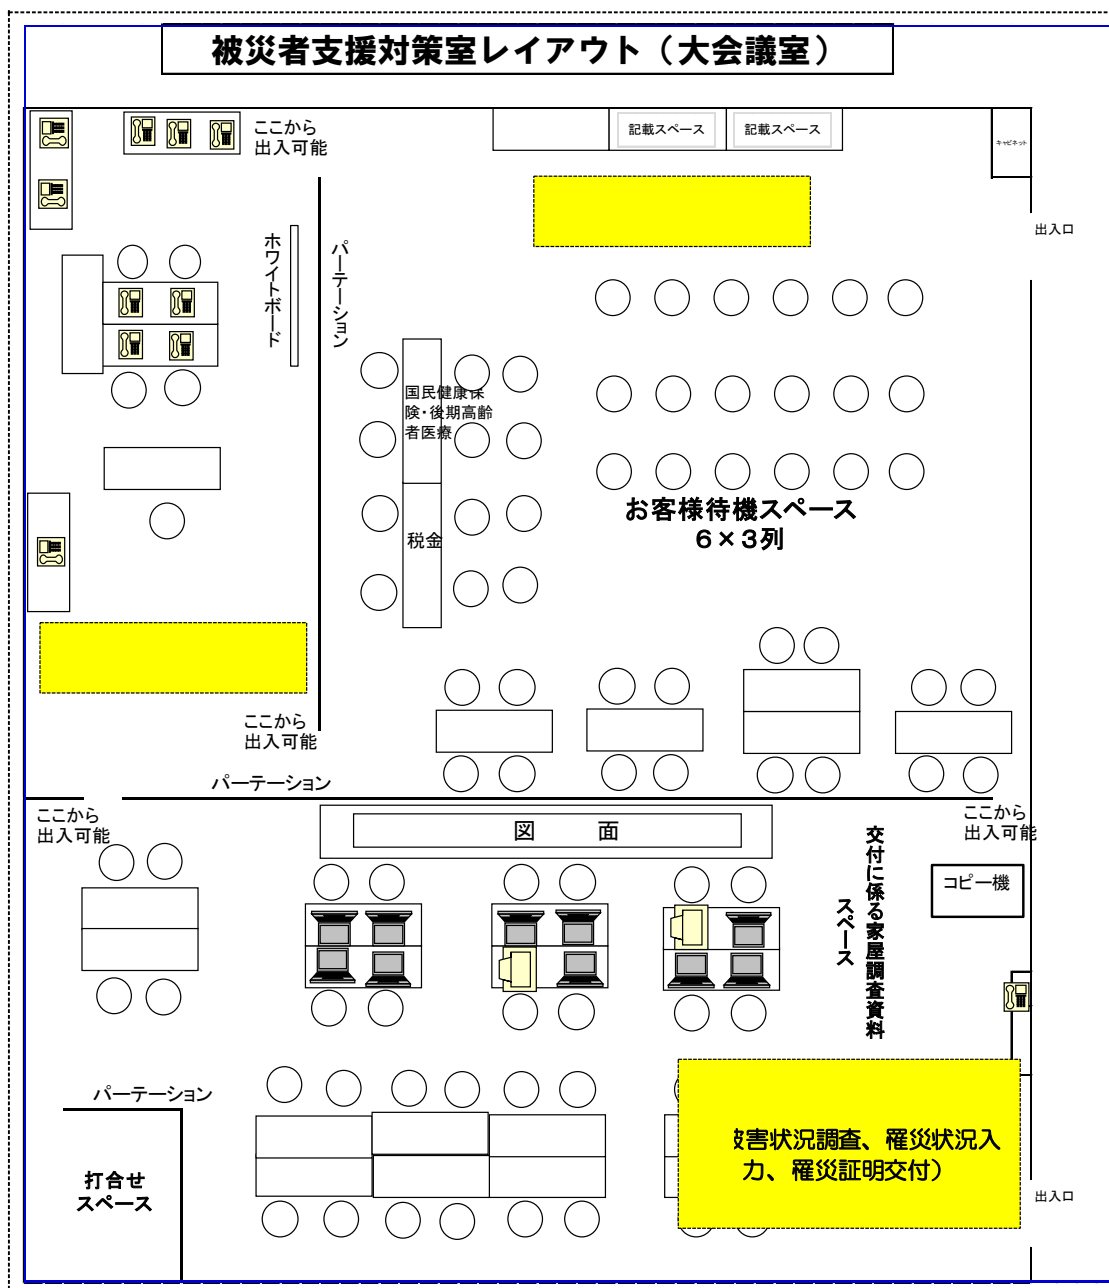 被災者支援対策室レイアウト（大会議室）
ここから
出入可能
記載スペース
記載スペース
キャビネット
出入口
ホワイトボード
パーテーション
国民健康保
険・後期高齢
者医療
税金
お客様待機スペース
６×３列
ここから
出入可能
パーテーション
ここから
出入可能
図　面
ここから
出入可能
交付に係る家屋調査資料
スペース
コピー機
パーテーション
打合せ
スペース
害状況調査、罹災状況入
力、罹災証明交付）
出入口